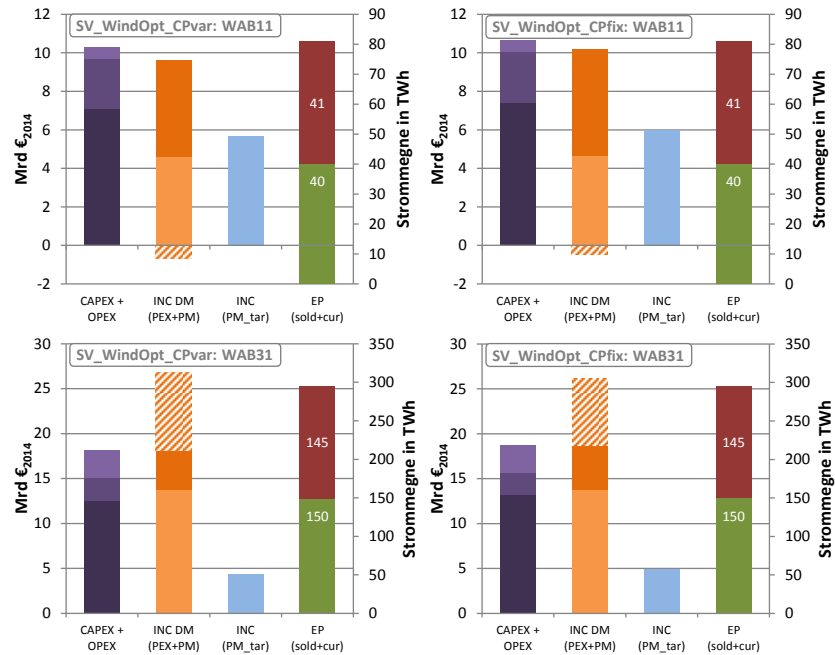 SV_WindOpt_CPvar: WAB11
12
10
8
6
4
2
0
-2
Mrd €2014
90
80
70
60
50
40
30
20
10
0
Strommegne in TWh
41
40
CAPEX +
OPEX
INC DM
(PEX+PM)
INC
(PM_tar)
EP
(sold+cur)
SV_WindOpt_CPfix: WAB11
12
10
8
6
4
2
0
-2
Mrd €2014
90
80
70
60
50
40
30
20
10
0
Strommegne in TWh
41
40
CAPEX +
OPEX
INC DM
(PEX+PM)
INC
(PM_tar)
EP
(sold+cur)
SV_WindOpt_CPvar: WAB31
30
25
20
15
10
5
0
Mrd €2014
350
300
250
200
150
100
50
0
Strommegne in TWh
145
150
CAPEX +
OPEX
INC DM
(PEX+PM)
INC
(PM_tar)
EP
(sold+cur)
SV_WindOpt_CPfix: WAB31
30
25
20
15
10
5
0
Mrd €2014
350
300
250
200
150
100
50
0
Strommegne in TWh
145
150
CAPEX +
OPEX
INC DM
(PEX+PM)
INC
(PM_tar)
EP
(sold+cur)